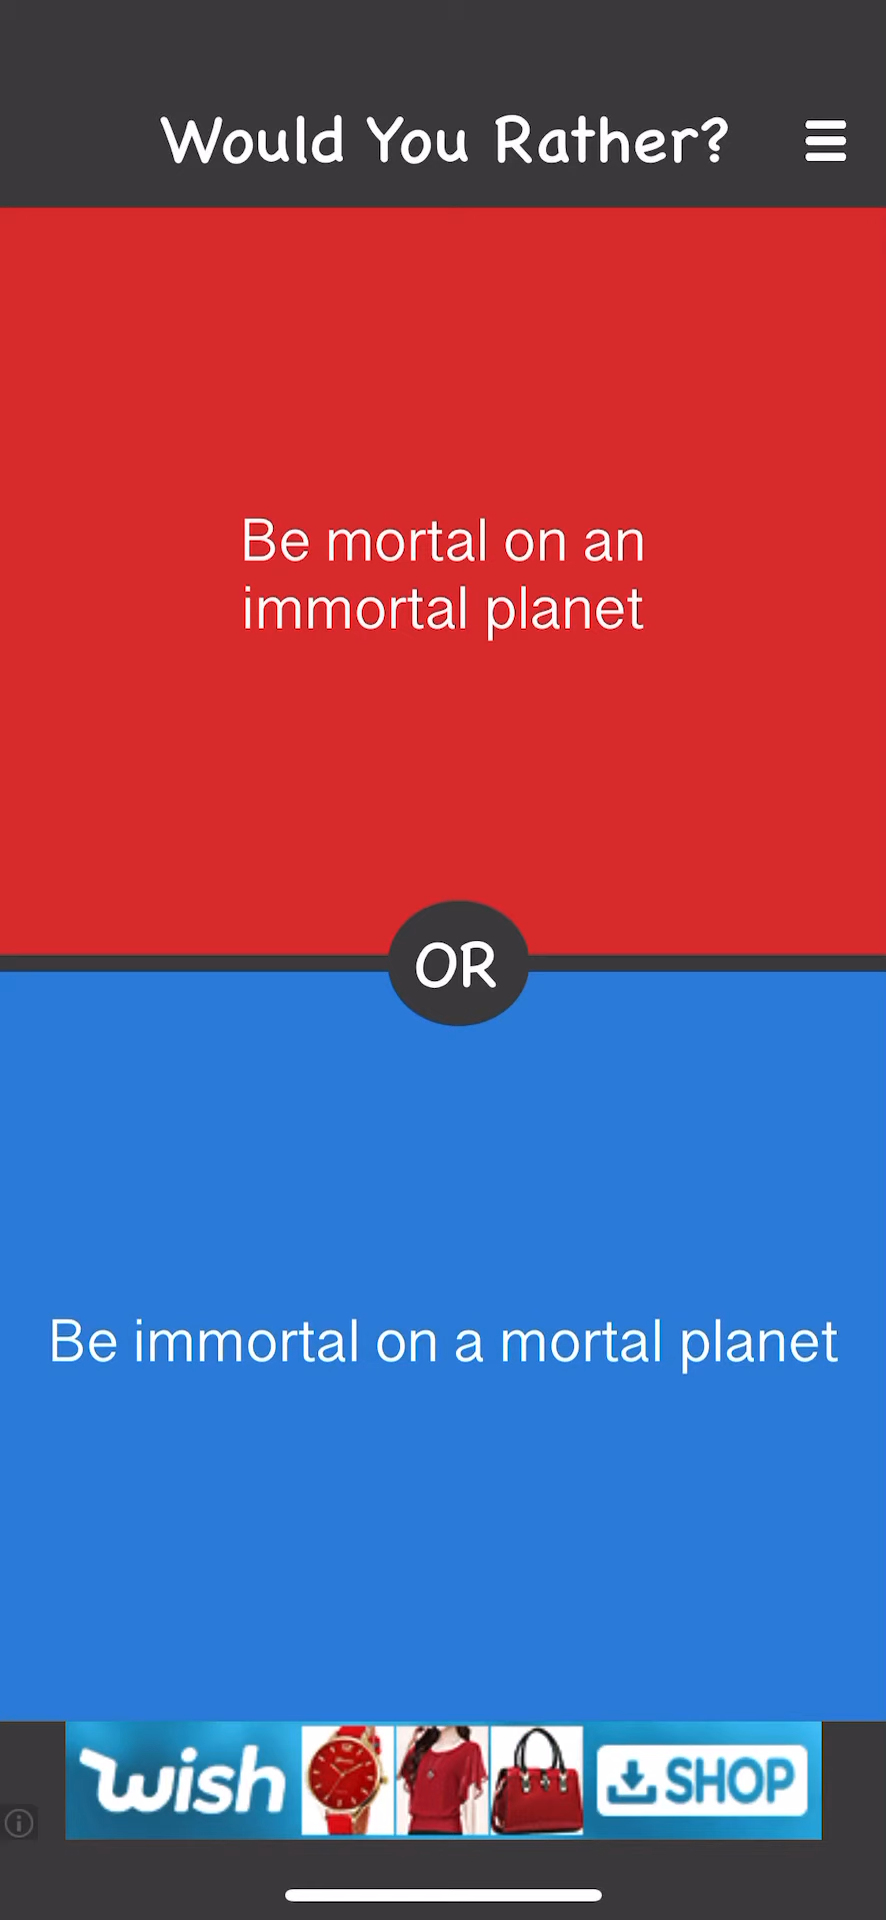 Would You Rather?
Be mortal on an
immortal planet
OR
Be immortal on a mortal planet
wish
SHOP